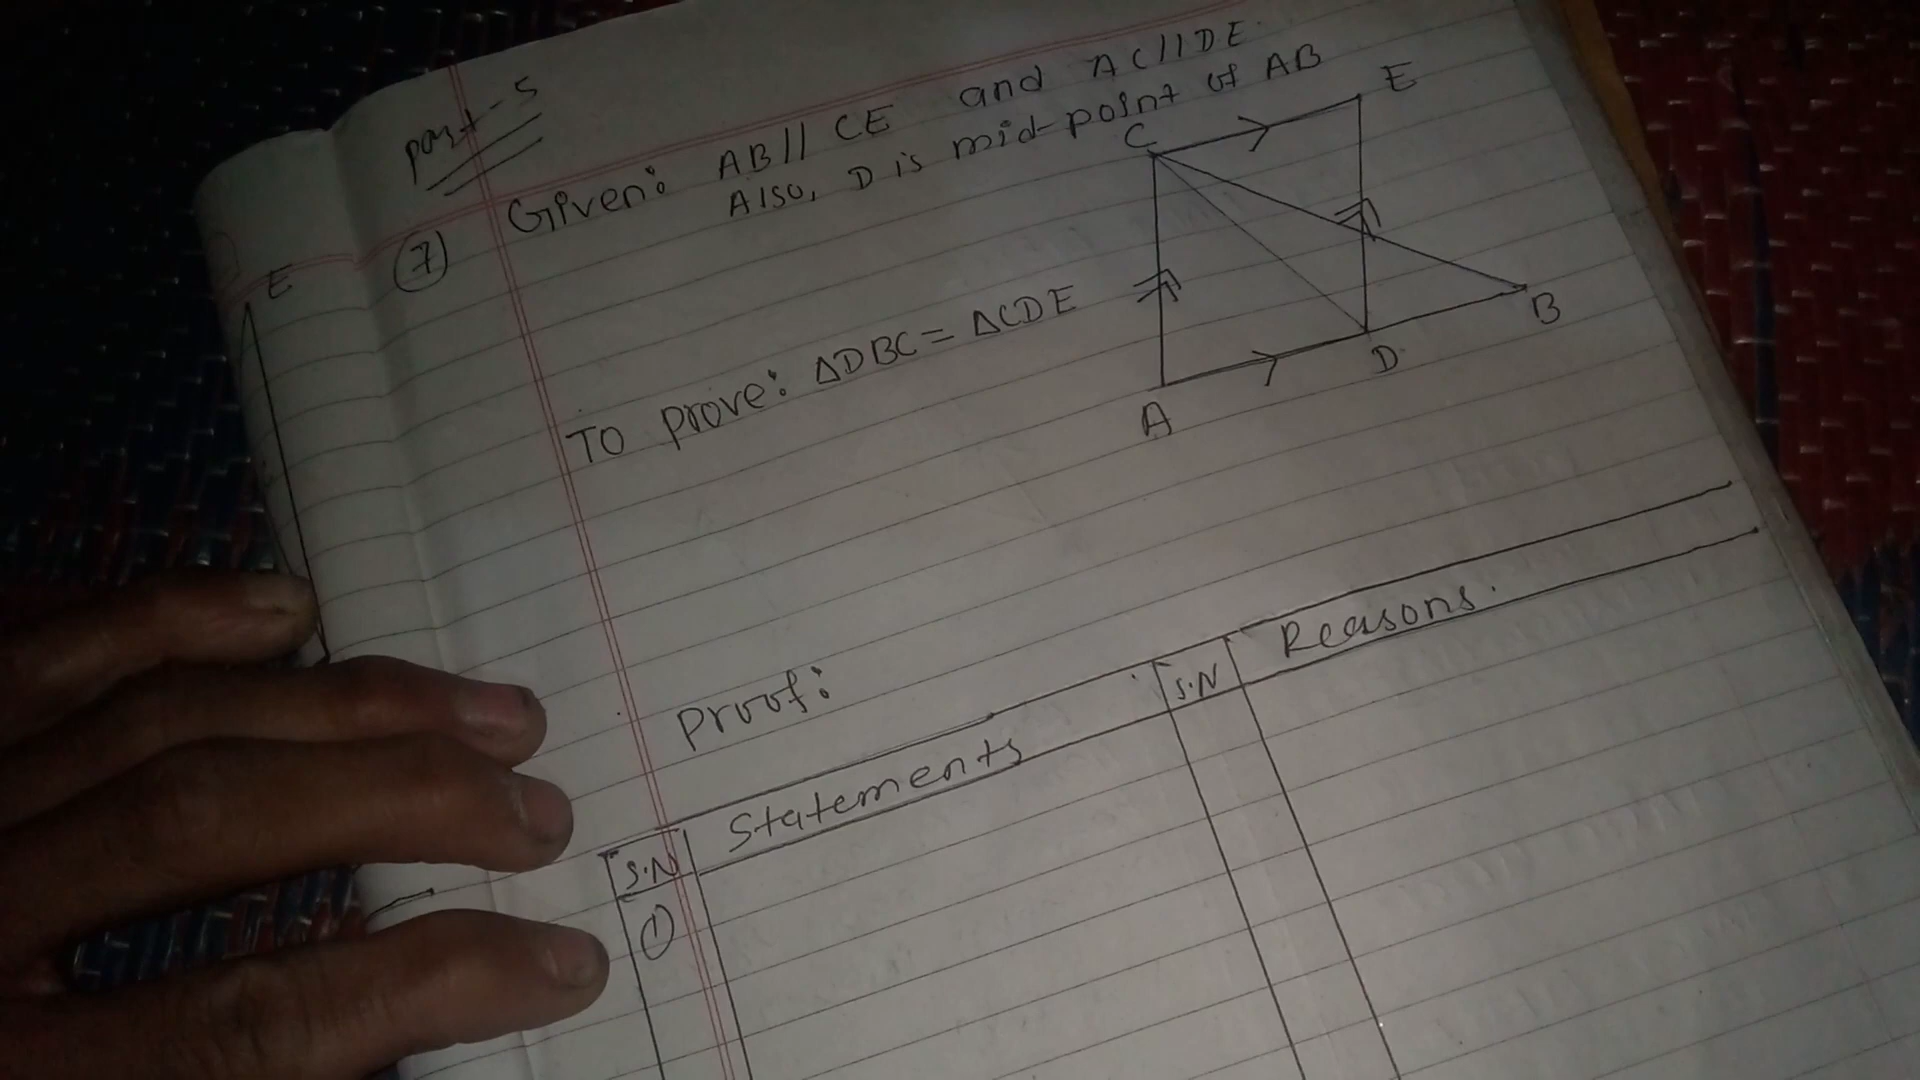 part-5
⑦ Given: AB// CE and AC//DE.
Also, D is mid-point of AB
C
E
A
D
B
E
To prove: ΔDBC = ΔCDE
Proof:
S.N Statements S.N Reasons.
①